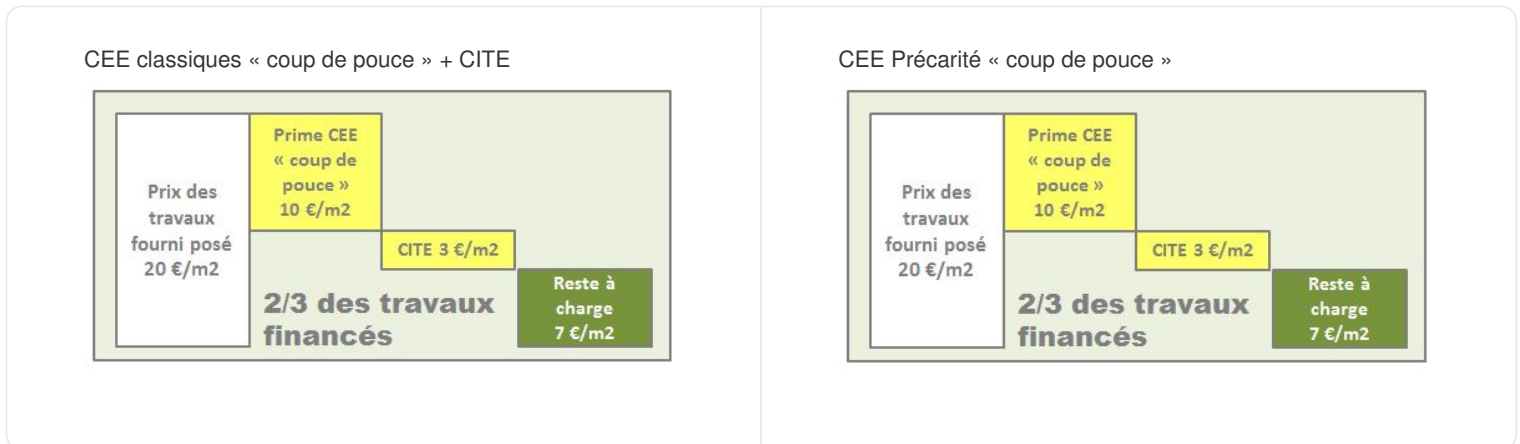 CEE classiques « coup de pouce » + CITE
Prix des
travaux
fourni posé
20 €/m2
Prime CEE
« coup de
pouce »
10 €/m2
CITE 3 €/m2
2/3 des travaux
financés
Reste à
charge
7 €/m2
CEE Précarité « coup de pouce »
Prix des
travaux
fourni posé
20 €/m2
Prime CEE
« coup de
pouce »
10 €/m2
CITE 3 €/m2
2/3 des travaux
financés
Reste à
charge
7 €/m2